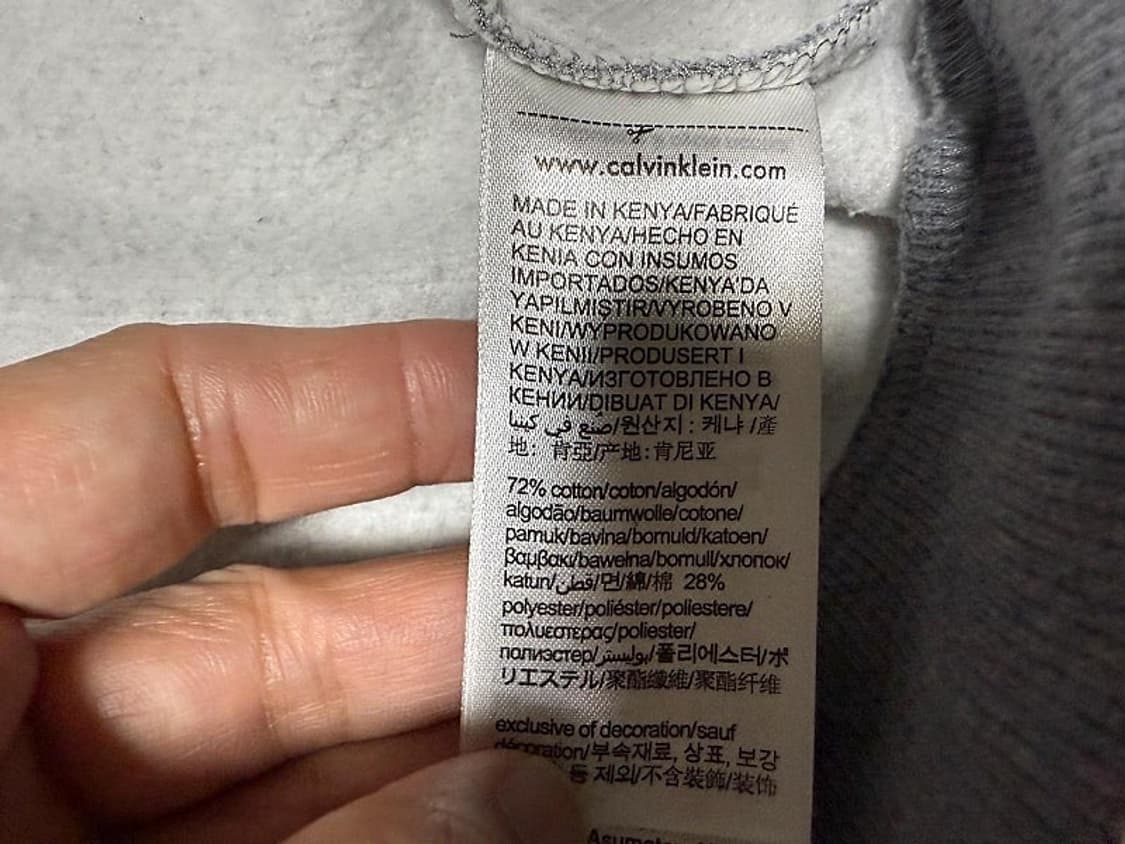 www.calvinklein.com
MADE IN KENYA/FABRIQUÉ
AU KENYA/HECHO EN
KENIA CON INSUMOS
IMPORTADOS/KENYA'DA
YAPILMIŞTIR/VYROBENO V
KENI/WYPRODUKOWANO
W KENII/PRODUSERT I
KENYA/ИЗГОТОВЛЕНО В
КЕНИИ/DIBUAT DI KENYA/
صنع في كينيا/원산지 : 케냐 /產
地: 肯亞/产地:肯尼亚
72% cotton/coton/algodón/
algodão/baumwolle/cotone/
pamuk/bavlna/bomuld/katoen/
βαμβακι/bawełna/bomull/хлопок/
katun/قطن/면/綿/棉 28%
polyester/poliéster/poliestere/
πολυεστερας/poliester/
полиэстер/بوليستر/폴리에스터/ポ
リエステル/聚酯纖維/聚酯纤维
exclusive of decoration/sauf
décoration/부속재료, 상표, 보강
등 제외/不含裝飾/装饰